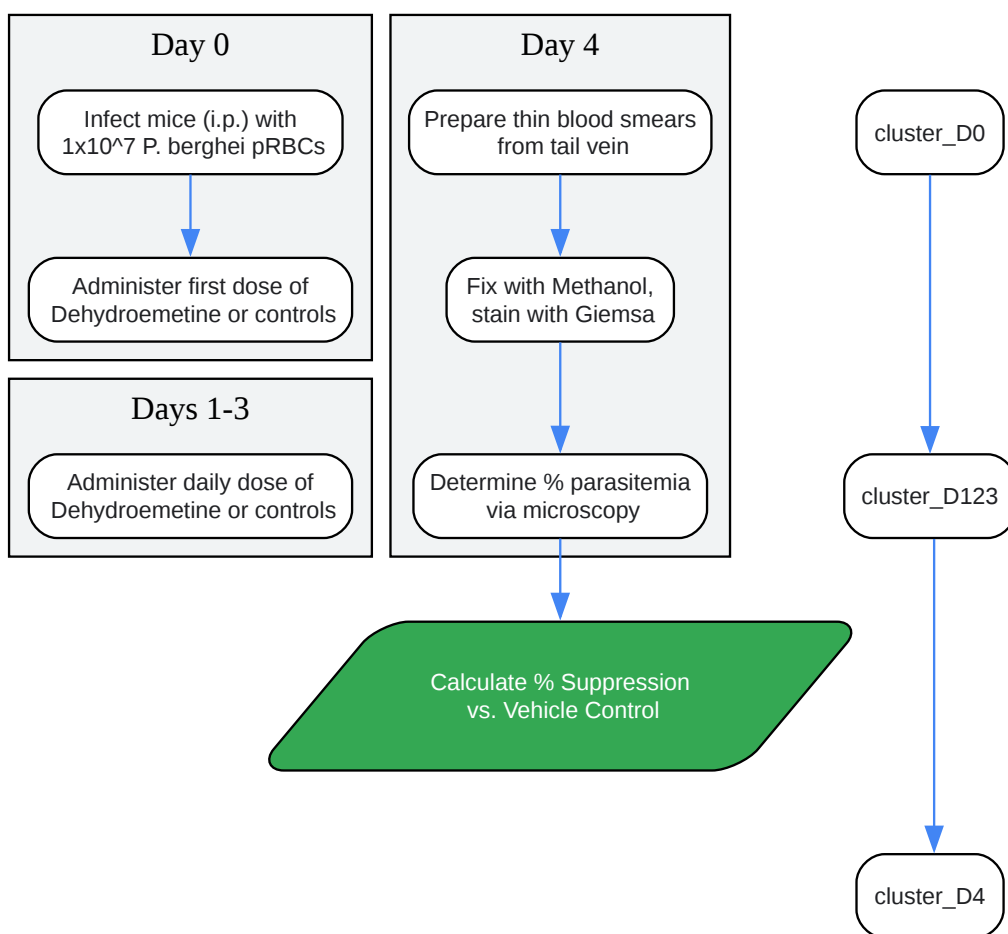 Day 0
Infect mice (i.p.) with
1x10^7 P. berghei pRBCs
Administer first dose of
Dehydroemetine or controls
Days 1-3
Administer daily dose of
Dehydroemetine or controls
Day 4
Prepare thin blood smears
from tail vein
Fix with Methanol,
stain with Giemsa
Determine % parasitemia
via microscopy
Calculate % Suppression
vs. Vehicle Control
cluster_D0
cluster_D123
cluster_D4